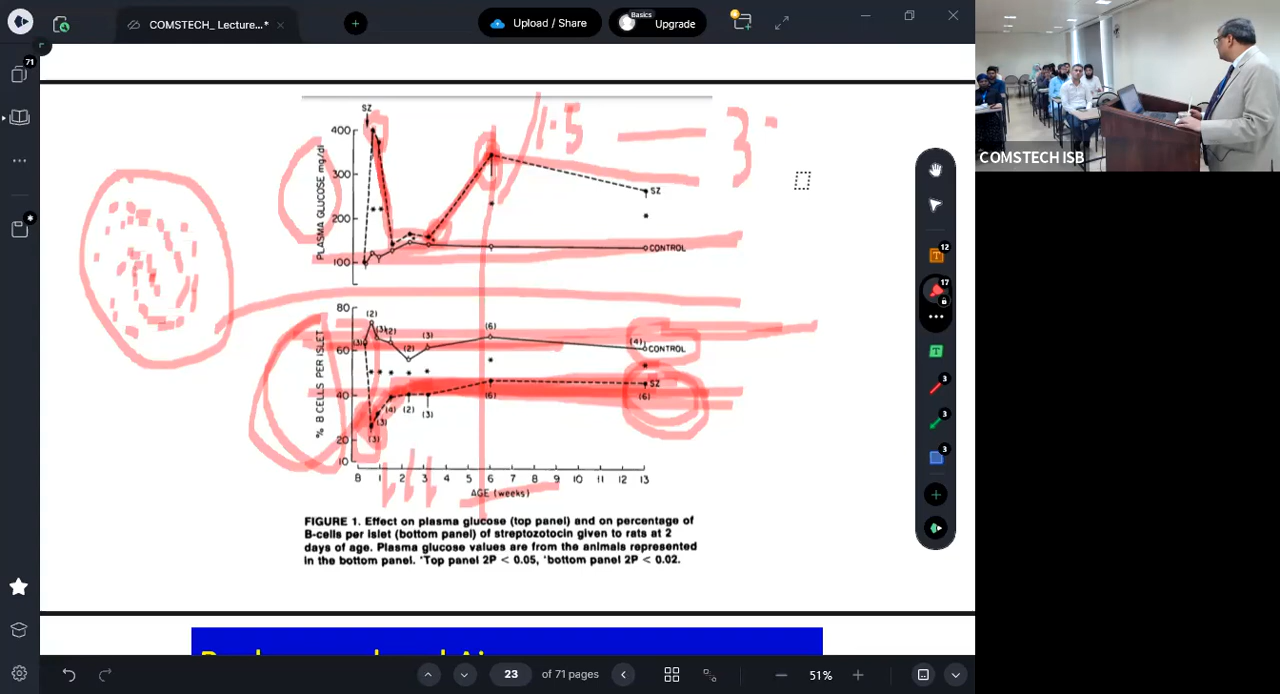 COMSTECH_ Lecture...*
Upload / Share
Basics
Upgrade
71
COMSTECH ISB
SZ
400
300
200
100
PLASMA GLUCOSE mg/dl
SZ
CONTROL
1.5
3
80
60
40
20
10
% B CELLS PER ISLET
(2)
(3)
(3)
(2)
(2)
(3)
(6)
(4)
CONTROL
SZ
(3)
(3)
(4)
(2)
(3)
(6)
(6)
B 1 2 3 4 5 6 7 8 9 10 11 12 13
AGE (weeks)
FIGURE 1. Effect on plasma glucose (top panel) and on percentage of
B-cells per islet (bottom panel) of streptozotocin given to rats at 2
days of age. Plasma glucose values are from the animals represented
in the bottom panel. *Top panel 2P < 0.05, *bottom panel 2P < 0.02.
12
17
T
3
3
3
23 of 71 pages
51%